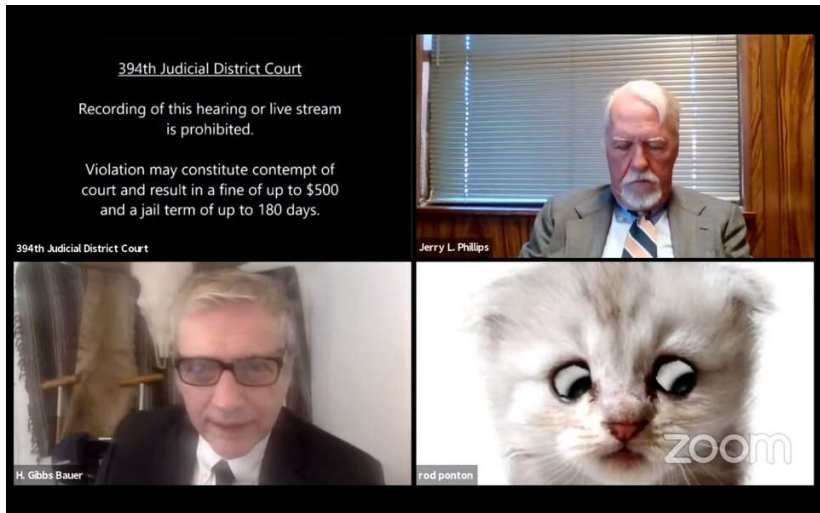 394th Judicial District Court
Recording of this hearing or live stream
is prohibited.
Violation may constitute contempt of
court and result in a fine of up to $500
and a jail term of up to 180 days.
394th Judicial District Court
Jerry L. Phillips
H. Gibbs Bauer
rod ponton
zoom